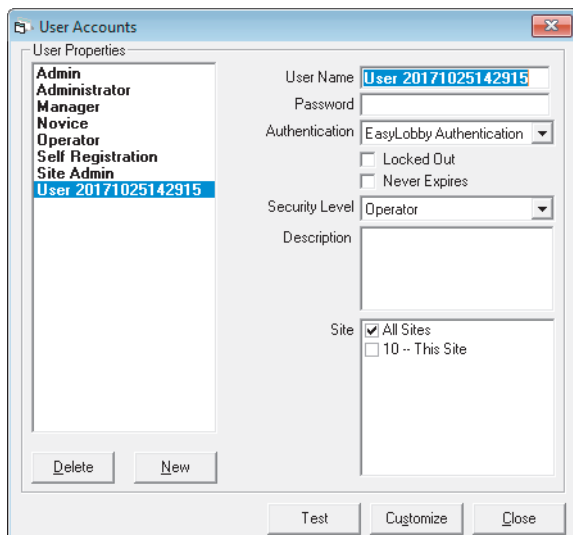 User Accounts
User Properties
Admin
Administrator
Manager
Novice
Operator
Self Registration
Site Admin
User 20171025142915
Delete
New
User Name
User 20171025142915
Password
Authentication
EasyLobby Authentication
Locked Out
Never Expires
Security Level
Operator
Description
Site
All Sites
10 -- This Site
Test
Customize
Close